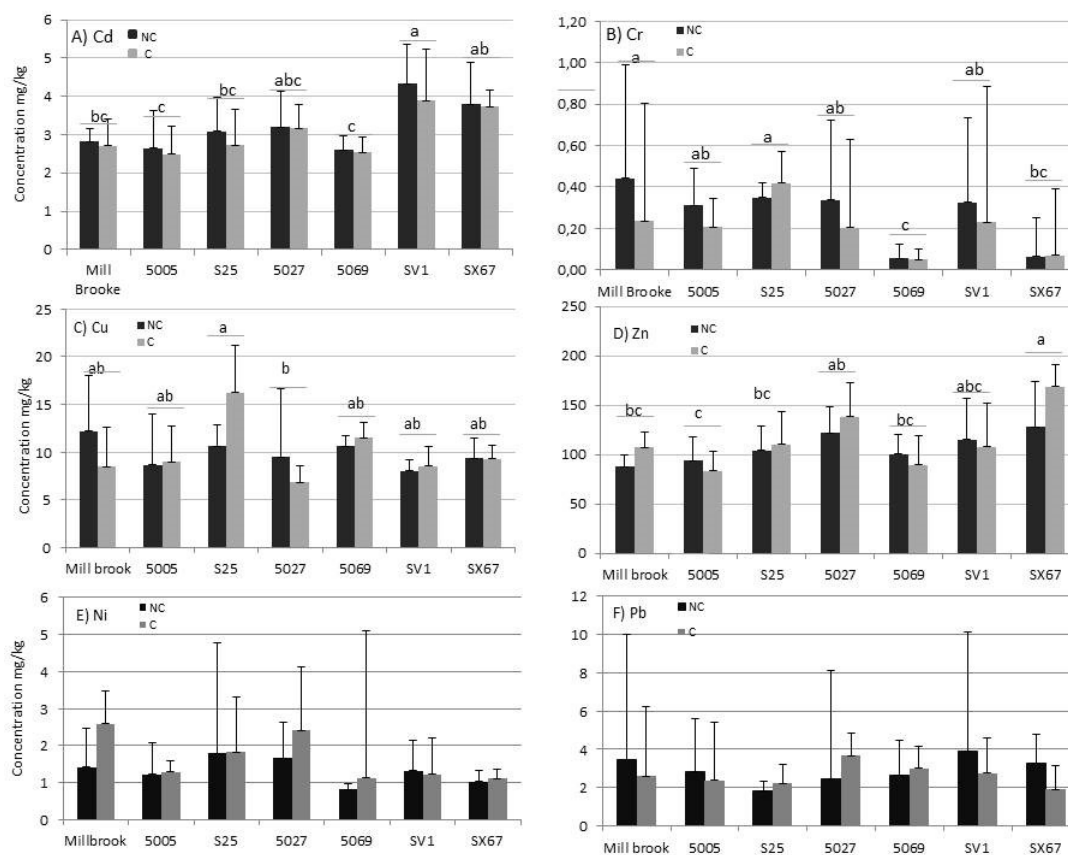 A) Cd
NC
C
Concentration mg/kg
6
5
4
3
2
1
0
bc
c
bc
abc
c
a
ab
Mill Brooke
5005
S25
5027
5069
SV1
SX67
B) Cr
NC
C
1,20
1,00
0,80
0,60
0,40
0,20
0,00
a
ab
a
ab
c
ab
bc
Mill Brooke
5005
S25
5027
5069
SV1
SX67
C) Cu
NC
C
Concentration mg/kg
25
20
15
10
5
0
ab
ab
a
b
ab
ab
ab
Mill brook
5005
S25
5027
5069
SV1
SX67
D) Zn
NC
C
250
200
150
100
50
0
bc
c
bc
ab
bc
abc
a
Mill brook
5005
S25
5027
5069
SV1
SX67
E) Ni
NC
C
Concentration mg/kg
6
5
4
3
2
1
0
Millbrook
5005
S25
5027
5069
SV1
SX67
F) Pb
NC
C
12
10
8
6
4
2
0
Mill brook
5005
S25
5027
5069
SV1
SX67